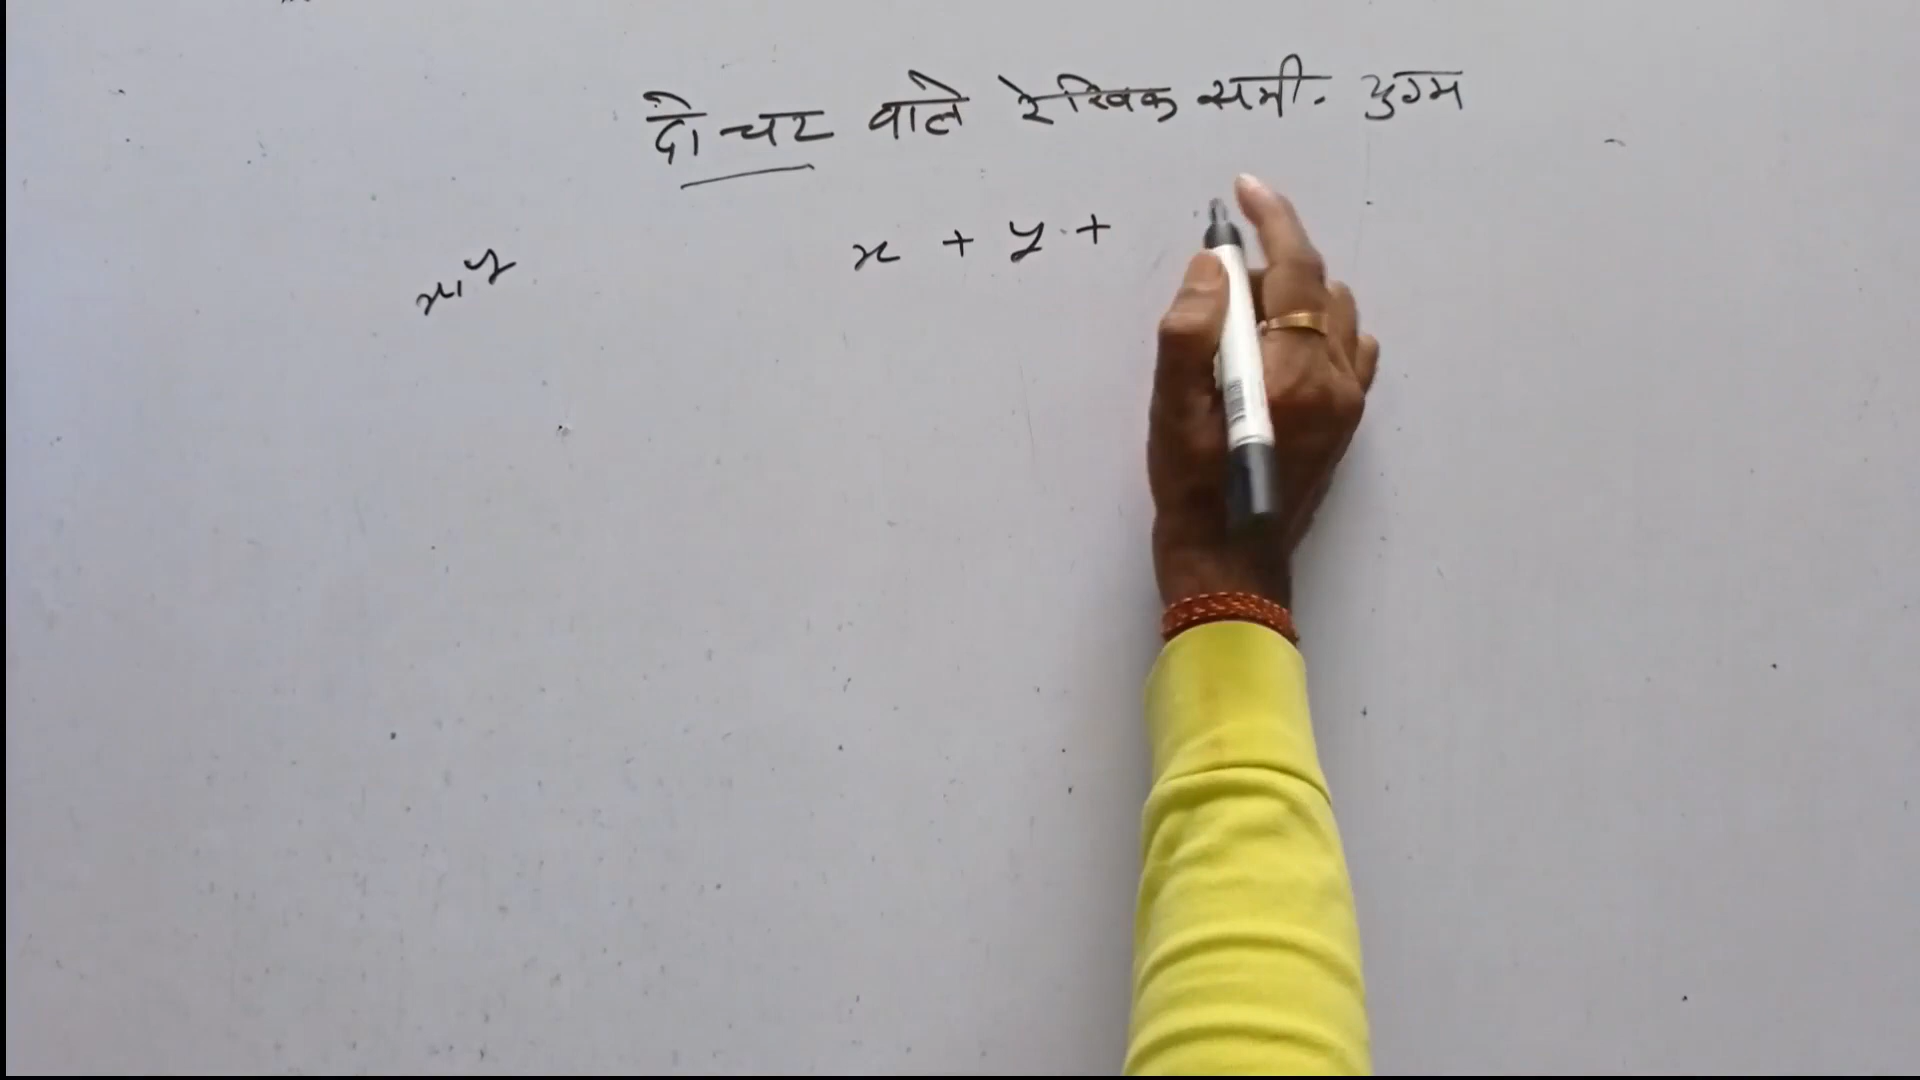 दो चर वाले रेखिक समी. युग्म
x + y +
x, y